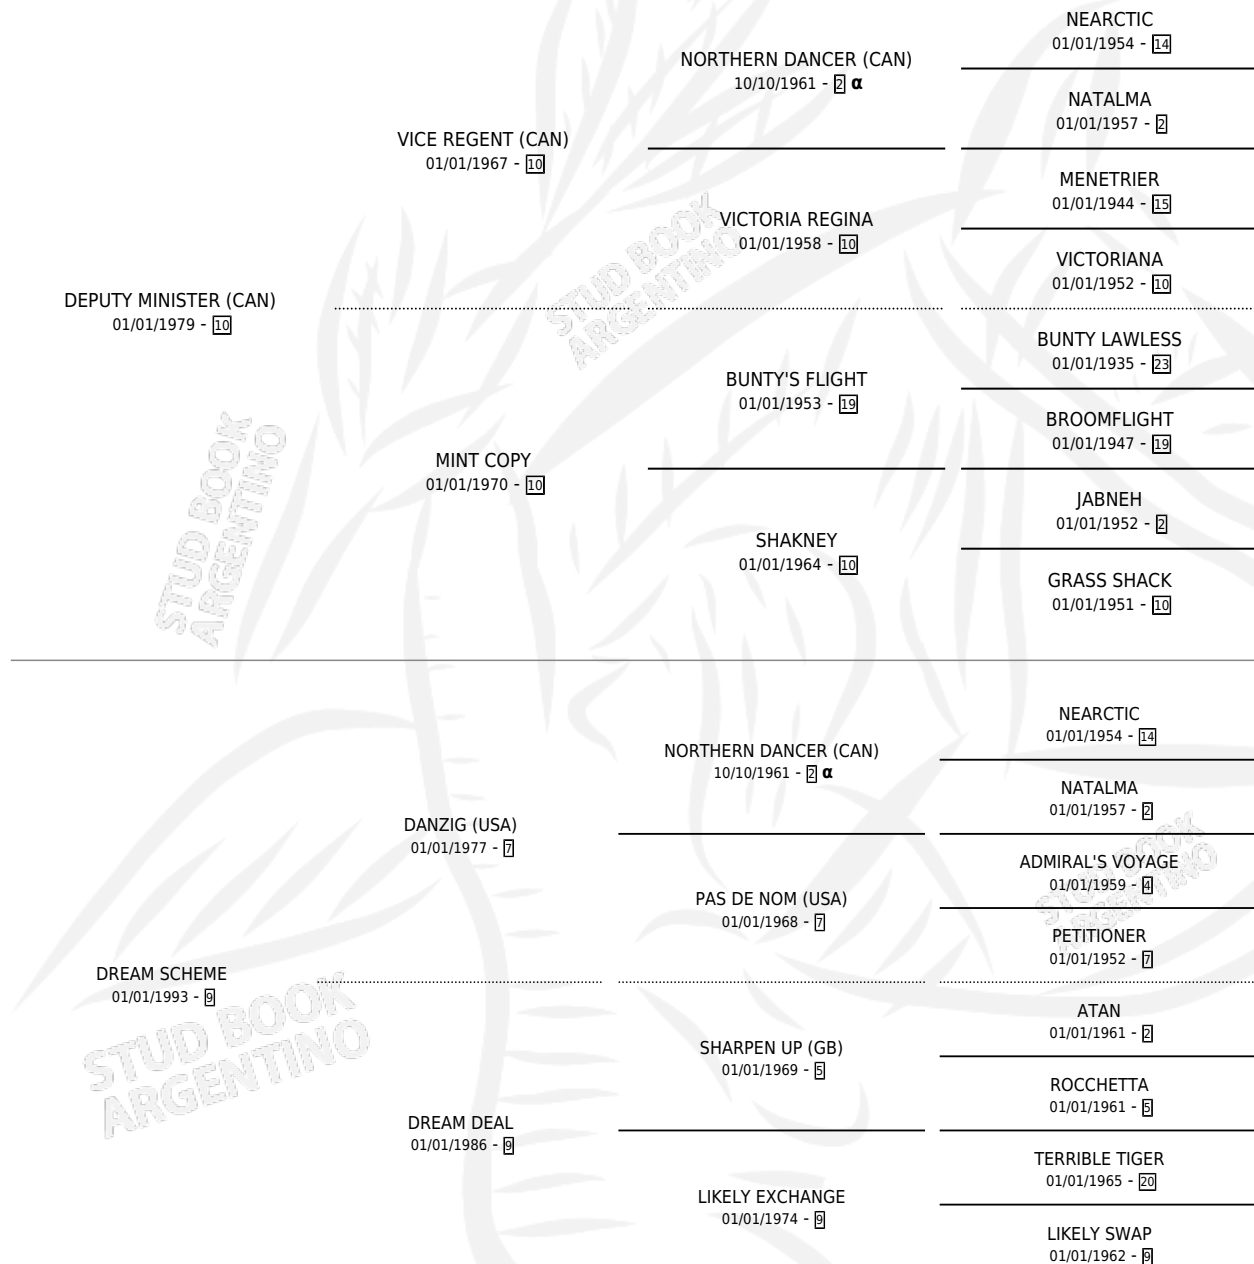 NEARCTIC
01/01/1954 - 14
NORTHERN DANCER (CAN)
10/10/1961 - 2 α
NATALMA
01/01/1957 - 2
VICE REGENT (CAN)
01/01/1967 - 10
MENETRIER
01/01/1944 - 15
VICTORIA REGINA
01/01/1958 - 10
VICTORIANA
01/01/1952 - 10
DEPUTY MINISTER (CAN)
01/01/1979 - 10
BUNTY LAWLESS
01/01/1935 - 23
BUNTY'S FLIGHT
01/01/1953 - 19
BROOMFLIGHT
01/01/1947 - 19
MINT COPY
01/01/1970 - 10
JABNEH
01/01/1952 - 2
SHAKNEY
01/01/1964 - 10
GRASS SHACK
01/01/1951 - 10
STUD BOOK
ARGENTINO
STUD BOOK
ARGENTINO
NEARCTIC
01/01/1954 - 14
NORTHERN DANCER (CAN)
10/10/1961 - 2 α
NATALMA
01/01/1957 - 2
DANZIG (USA)
01/01/1977 - 7
ADMIRAL'S VOYAGE
01/01/1959 - 4
PAS DE NOM (USA)
01/01/1968 - 7
PETITIONER
01/01/1952 - 7
DREAM SCHEME
01/01/1993 - 9
ATAN
01/01/1961 - 2
SHARPEN UP (GB)
01/01/1969 - 5
ROCCHETTA
01/01/1961 - 5
DREAM DEAL
01/01/1986 - 9
TERRIBLE TIGER
01/01/1965 - 20
LIKELY EXCHANGE
01/01/1974 - 9
LIKELY SWAP
01/01/1962 - 9
STUD BOOK
ARGENTINO
STUD BOOK
ARGENTINO